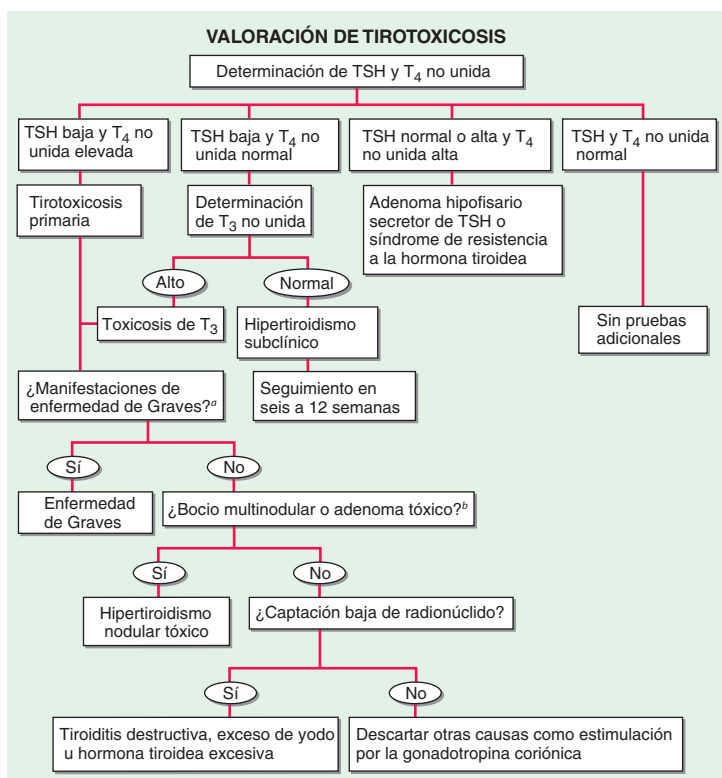 VALORACIÓN DE TIROTOXICOSIS
Determinación de TSH y T4 no unida
TSH baja y T4 no
unida elevada
TSH baja y T4 no
unida normal
TSH normal o alta y T4
no unida alta
TSH y T4 no unida
normal
Tirotoxicosis
primaria
Determinación
de T3 no unida
Adenoma hipofisario
secretor de TSH o
síndrome de resistencia
a la hormona tiroidea
Alto
Normal
Toxicosis de T3
Hipertiroidismo
subclínico
Sin pruebas
adicionales
¿Manifestaciones de
enfermedad de Graves?a
Seguimiento en
seis a 12 semanas
Sí
No
Enfermedad
de Graves
¿Bocio multinodular o adenoma tóxico?b
Sí
No
Hipertiroidismo
nodular tóxico
¿Captación baja de radionúclido?
Sí
No
Tiroiditis destructiva, exceso de yodo
u hormona tiroidea excesiva
Descartar otras causas como estimulación
por la gonadotropina coriónica